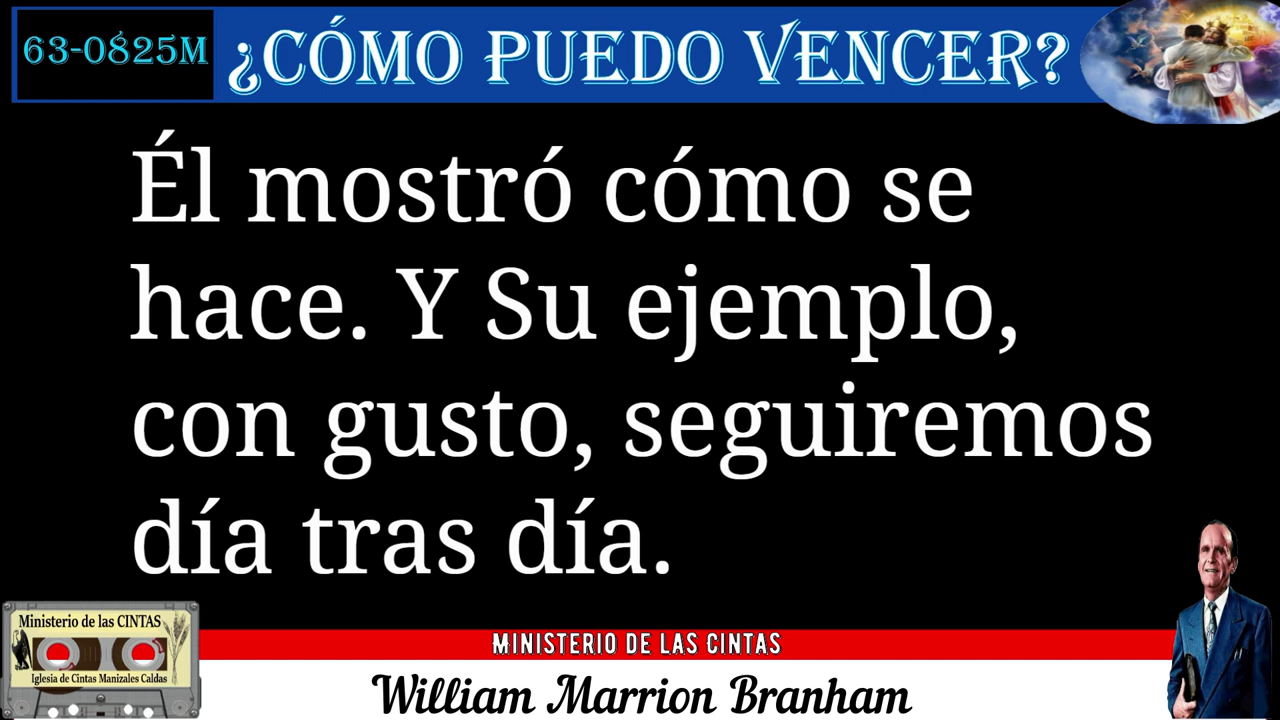 63-0825M
¿CÓMO PUEDO VENCER?
Él mostró cómo se
hace. Y Su ejemplo,
con gusto, seguiremos
día tras día.
Ministerio de las CINTAS
Iglesia de Cintas Manizales Caldas
MINISTERIO DE LAS CINTAS
William Marrion Branham